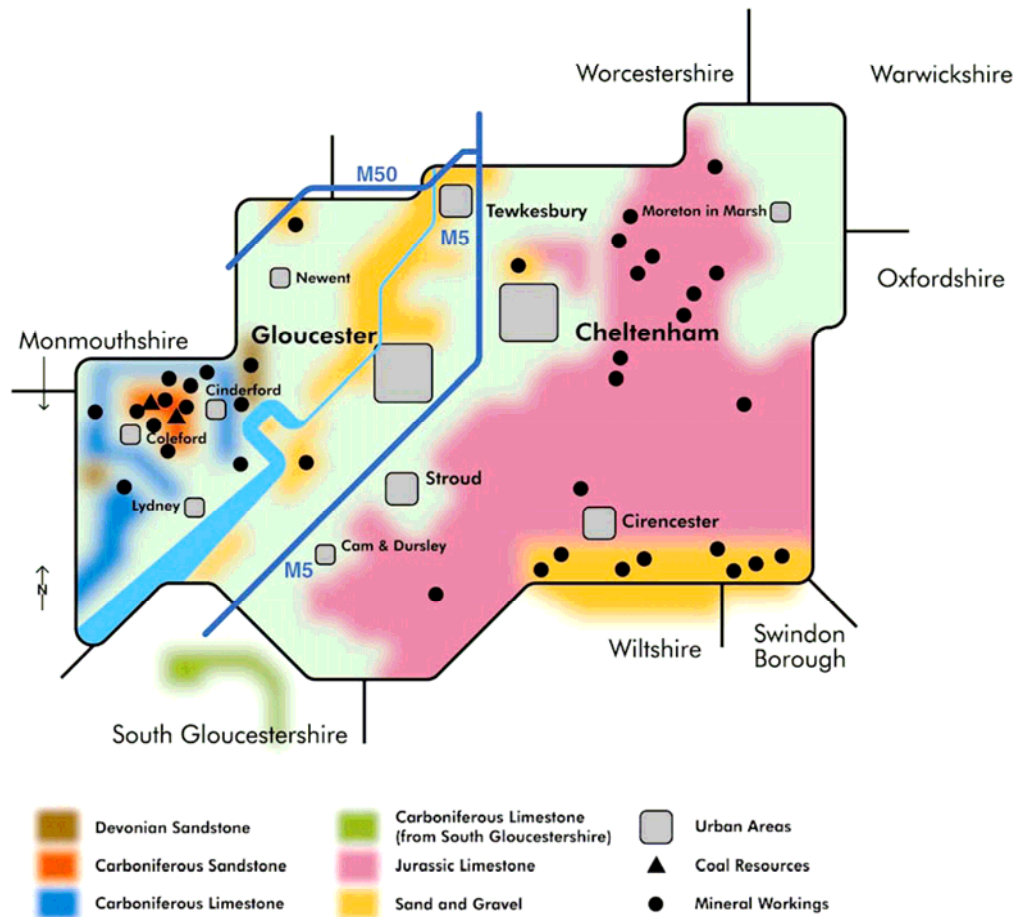 Worcestershire
Warwickshire
M50
Tewkesbury
Moreton in Marsh
M5
Newent
Oxfordshire
Gloucester
Cheltenham
Monmouthshire
Cinderford
Coleford
Stroud
Lydney
Cirencester
Cam & Dursley
M5
N
Wiltshire
Swindon
Borough
South Gloucestershire
Devonian Sandstone
Carboniferous Sandstone
Carboniferous Limestone
Carboniferous Limestone
(from South Gloucestershire)
Jurassic Limestone
Sand and Gravel
Urban Areas
Coal Resources
Mineral Workings